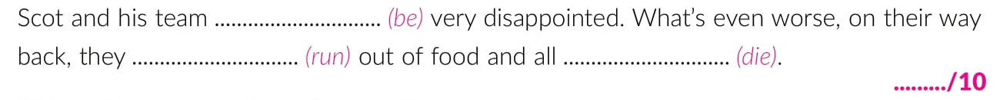 Scot and his team .............................. (be) very disappointed. What's even worse, on their way
back, they .............................. (run) out of food and all .............................. (die).
........./10